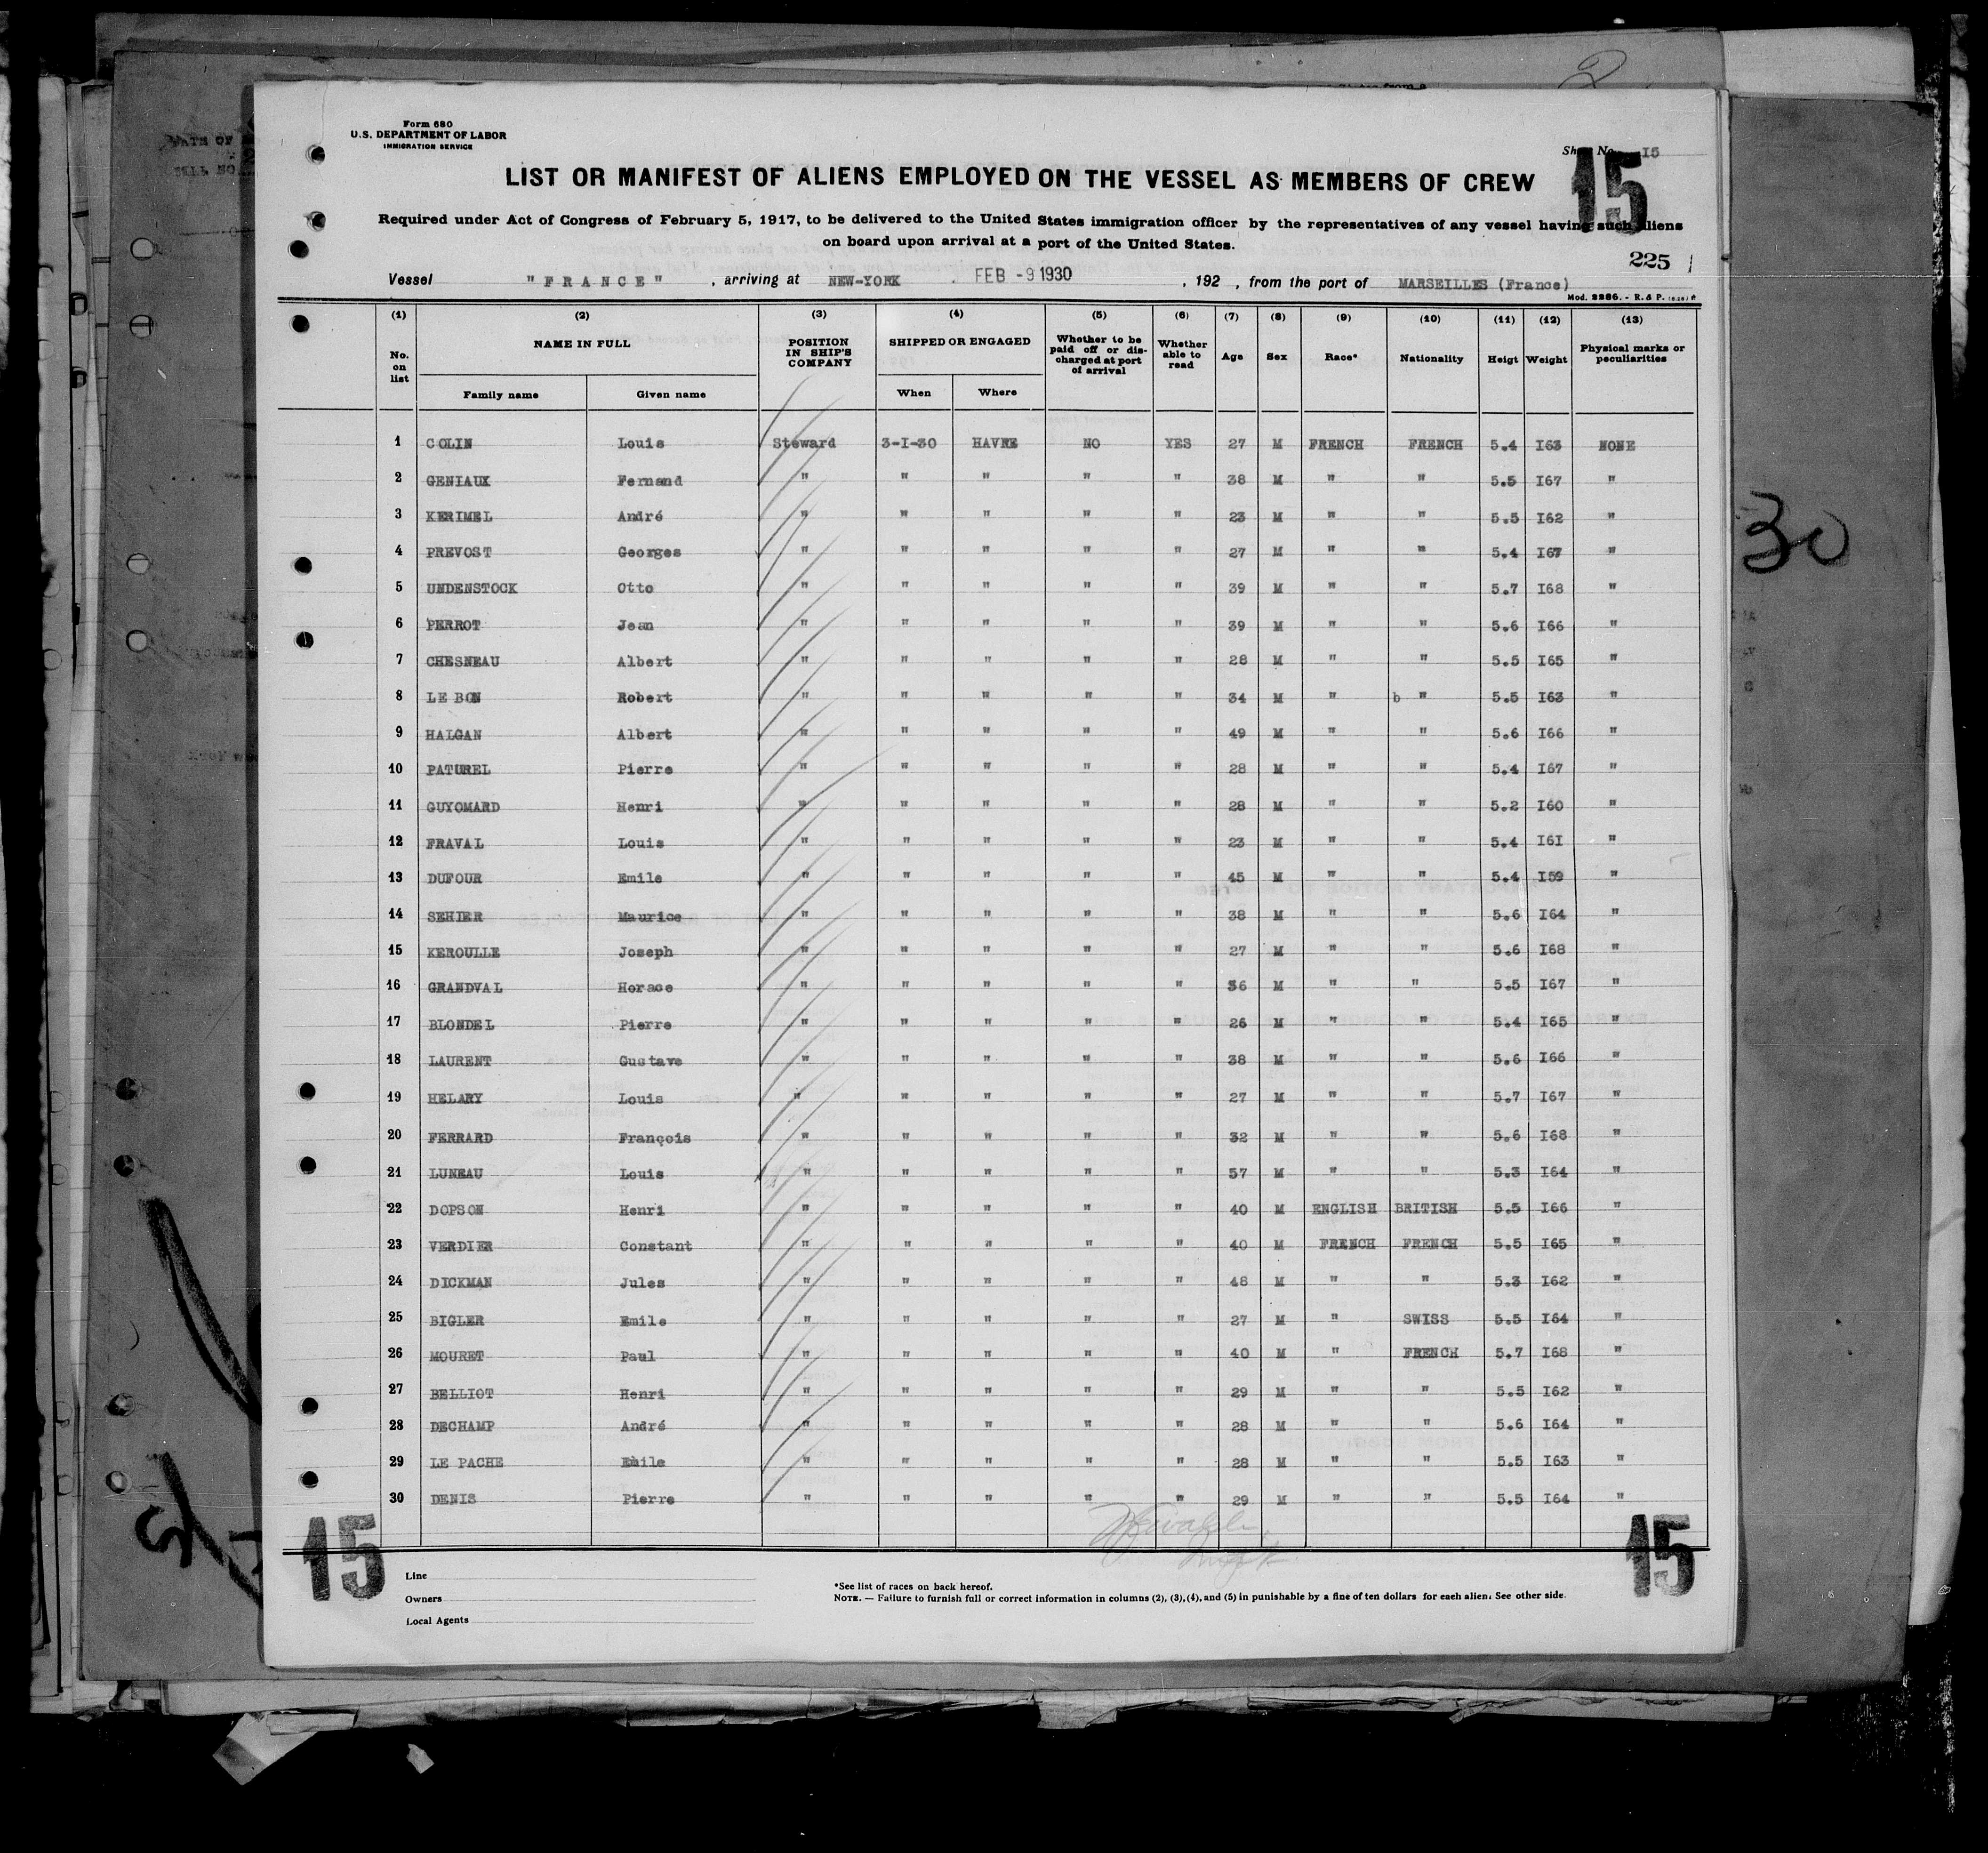 Form 680
U.S. DEPARTMENT OF LABOR
IMMIGRATION SERVICE
Sheet No. I5
15
LIST OR MANIFEST OF ALIENS EMPLOYED ON THE VESSEL AS MEMBERS OF CREW
Required under Act of Congress of February 5, 1917, to be delivered to the United States immigration officer by the representatives of any vessel having such aliens
on board upon arrival at a port of the United States.
225
Vessel "FRANCE", arriving at NEW-YORK. FEB -9 1930, 192, from the port of MARSEILLES (France)
Mod. 2286. - R. & P.
(1) (2) (3) (4) (5) (6) (7) (8) (9) (10) (11) (12) (13)
No. on list NAME IN FULL POSITION IN SHIP'S COMPANY SHIPPED OR ENGAGED Whether to be paid off or discharged at port of arrival Whether able to read Age Sex Race* Nationality Heigt Weight Physical marks or peculiarities
Family name Given name When Where
1 COLIN Louis Steward 3-I-30 HAVRE NO YES 27 M FRENCH FRENCH 5.4 I63 NONE
2 GENIAUX Fernand " " " " " 38 M " " 5.5 I67 "
3 KERIMEL André " " " " " 23 M " " 5.5 I62 "
4 PREVOST Georges " " " " " 27 M " " 5.4 I67 "
5 UNDENSTOCK Otto " " " " " 39 M " " 5.7 I68 "
6 PERROT Jean " " " " " 39 M " " 5.6 I66 "
7 CHESNEAU Albert " " " " " 28 M " " 5.5 I65 "
8 LE BON Robert " " " " " 34 M " b " 5.5 I63 "
9 HALGAN Albert " " " " " 49 M " " 5.6 I66 "
10 PATUREL Pierre " " " " " 28 M " " 5.4 I67 "
11 GUYOMARD Henri " " " " " 28 M " " 5.2 I60 "
12 FRAVAL Louis " " " " " 23 M " " 5.4 I6I "
13 DUFOUR Emile " " " " " 45 M " " 5.4 I59 "
14 SEHIER Maurice " " " " " 38 M " " 5.6 I64 "
15 KEROULLE Joseph " " " " " 27 M " " 5.6 I68 "
16 GRANDVAL Horace " " " " " 36 M " " 5.5 I67 "
17 BLONDEL Pierre " " " " " 26 M " " 5.4 I65 "
18 LAURENT Gustave " " " " " 38 M " " 5.6 I66 "
19 HELARY Louis " " " " " 27 M " " 5.7 I67 "
20 FERRARD François " " " " " 32 M " " 5.6 I68 "
21 LUNEAU Louis " " " " " 57 M " " 5.3 I64 "
22 DOPSON Henri " " " " " 40 M ENGLISH BRITISH 5.5 I66 "
23 VERDIER Constant " " " " " 40 M FRENCH FRENCH 5.5 I65 "
24 DICKMAN Jules " " " " " 48 M " " 5.3 I62 "
25 BIGLER Emile " " " " " 27 M " SWISS 5.5 I64 "
26 MOURET Paul " " " " " 40 M " FRENCH 5.7 I68 "
27 BELLIOT Henri " " " " " 29 M " " 5.5 I62 "
28 DECHAMP André " " " " " 28 M " " 5.6 I64 "
29 LE PACHE Emile " " " " " 28 M " " 5.5 I63 "
30 DENIS Pierre " " " " " 29 M " " 5.5 I64 "
15 15
Line
Owners
Local Agents
*See list of races on back hereof.
NOTE. — Failure to furnish full or correct information in columns (2), (3), (4), and (5) in punishable by a fine of ten dollars for each alien. See other side.
30